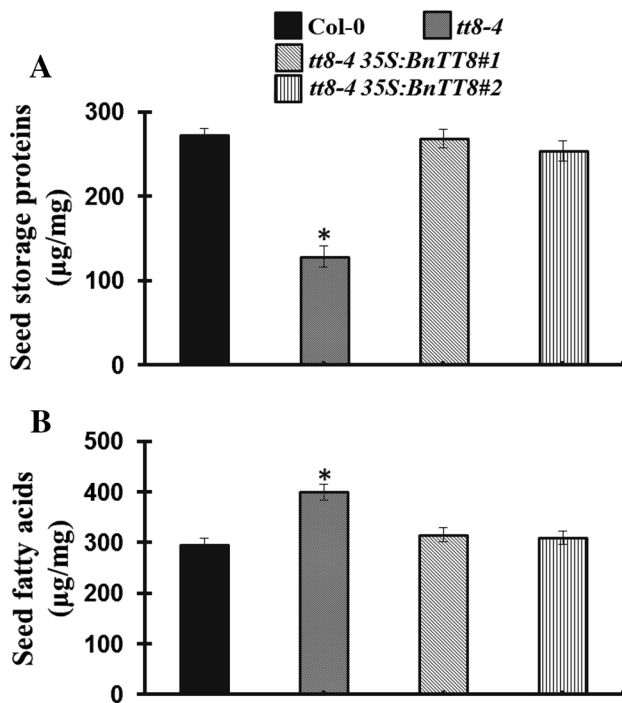 Col-0 tt8-4
tt8-4 35S:BnTT8#1
tt8-4 35S:BnTT8#2
A
Seed storage proteins
(µg/mg)
300
200
100
0
*
B
Seed fatty acids
(µg/mg)
500
400
300
200
100
0
*